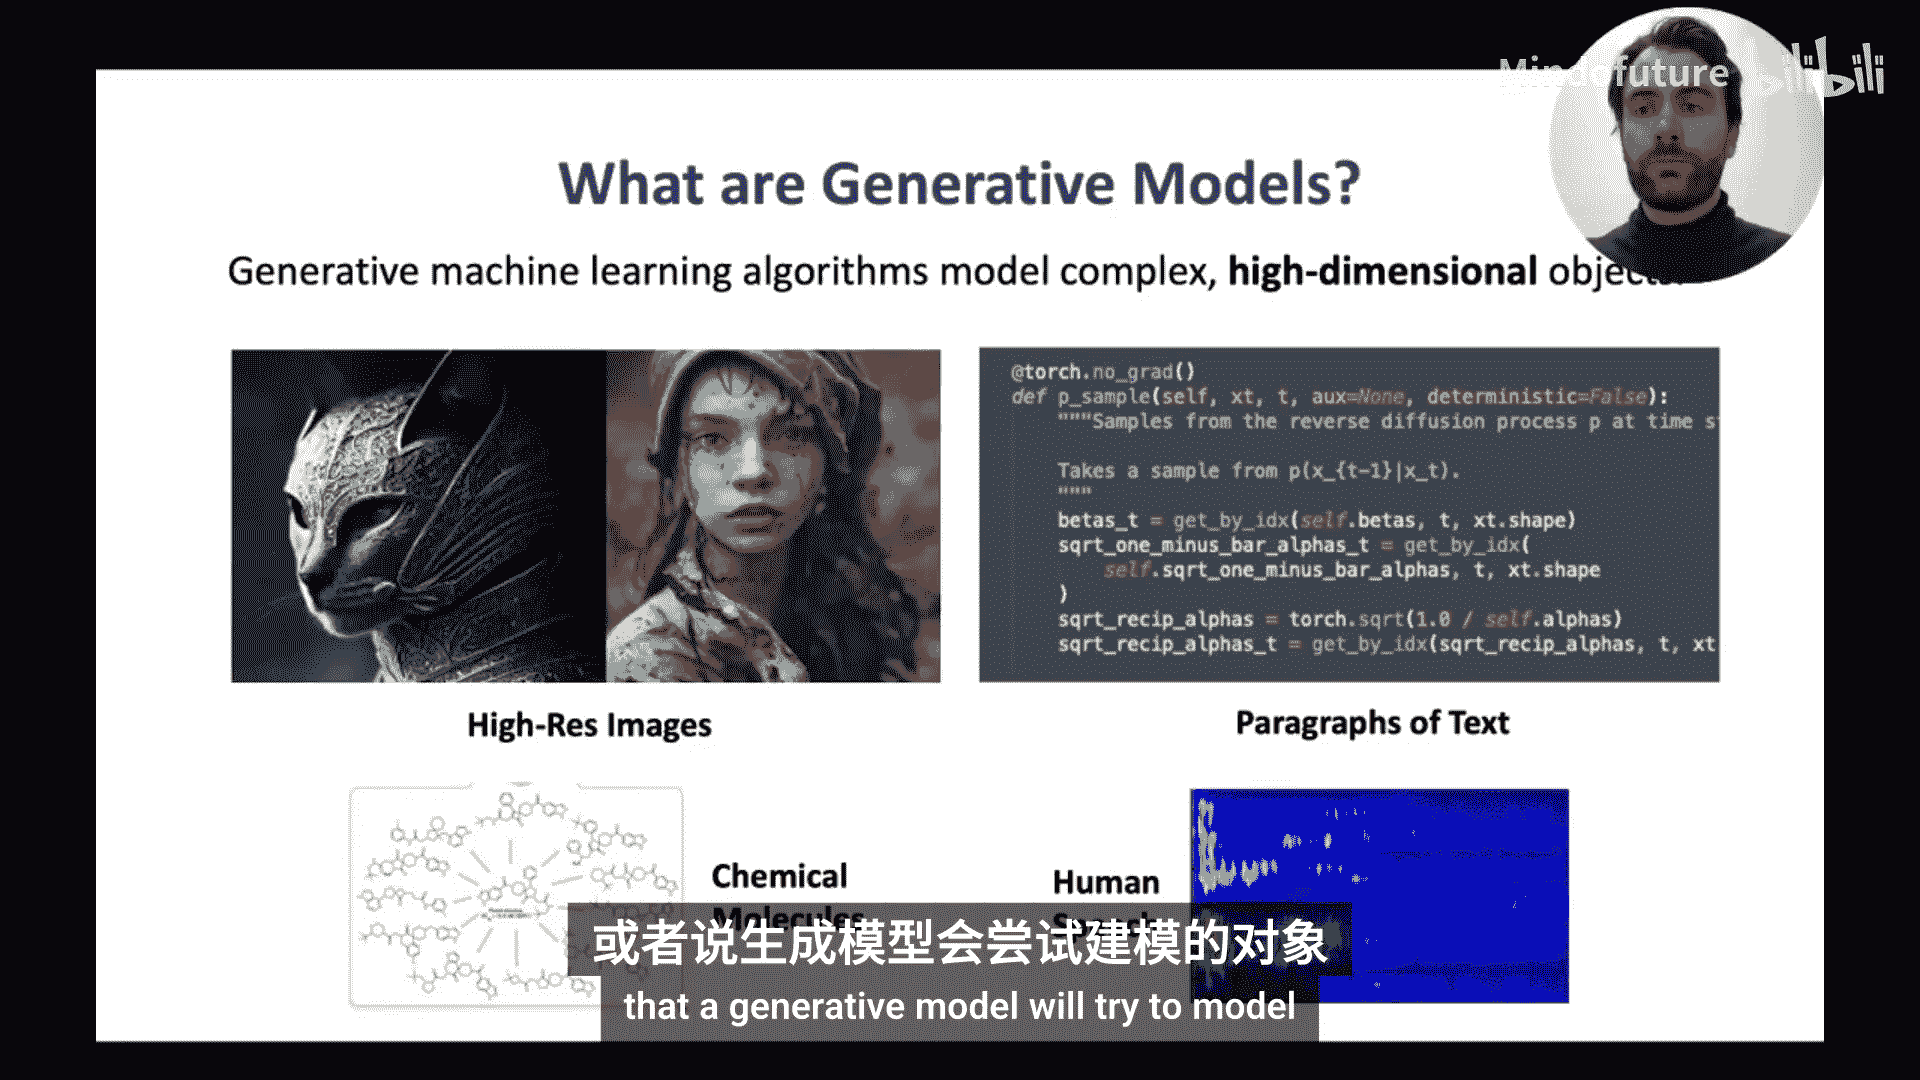 Mindofuture bilibili
What are Generative Models?
Generative machine learning algorithms model complex, high-dimensional
@torch.no_grad()
def p_sample(self, xt, t, aux=None, deterministic=False):
"""Samples from the reverse diffusion process p at time s
Takes a sample from p(x_{t-1}|x_t).
"""
betas_t = get_by_idx(self.betas, t, xt.shape)
sqrt_one_minus_bar_alphas_t = get_by_idx(
self.sqrt_one_minus_bar_alphas, t, xt.shape
)
sqrt_recip_alphas = torch.sqrt(1.0 / self.alphas)
sqrt_recip_alphas_t = get_by_idx(sqrt_recip_alphas, t, xt
High-Res Images
Paragraphs of Text
Chemical
Molecules
Human
或者说生成模型会尝试建模的对象
that a generative model will try to model